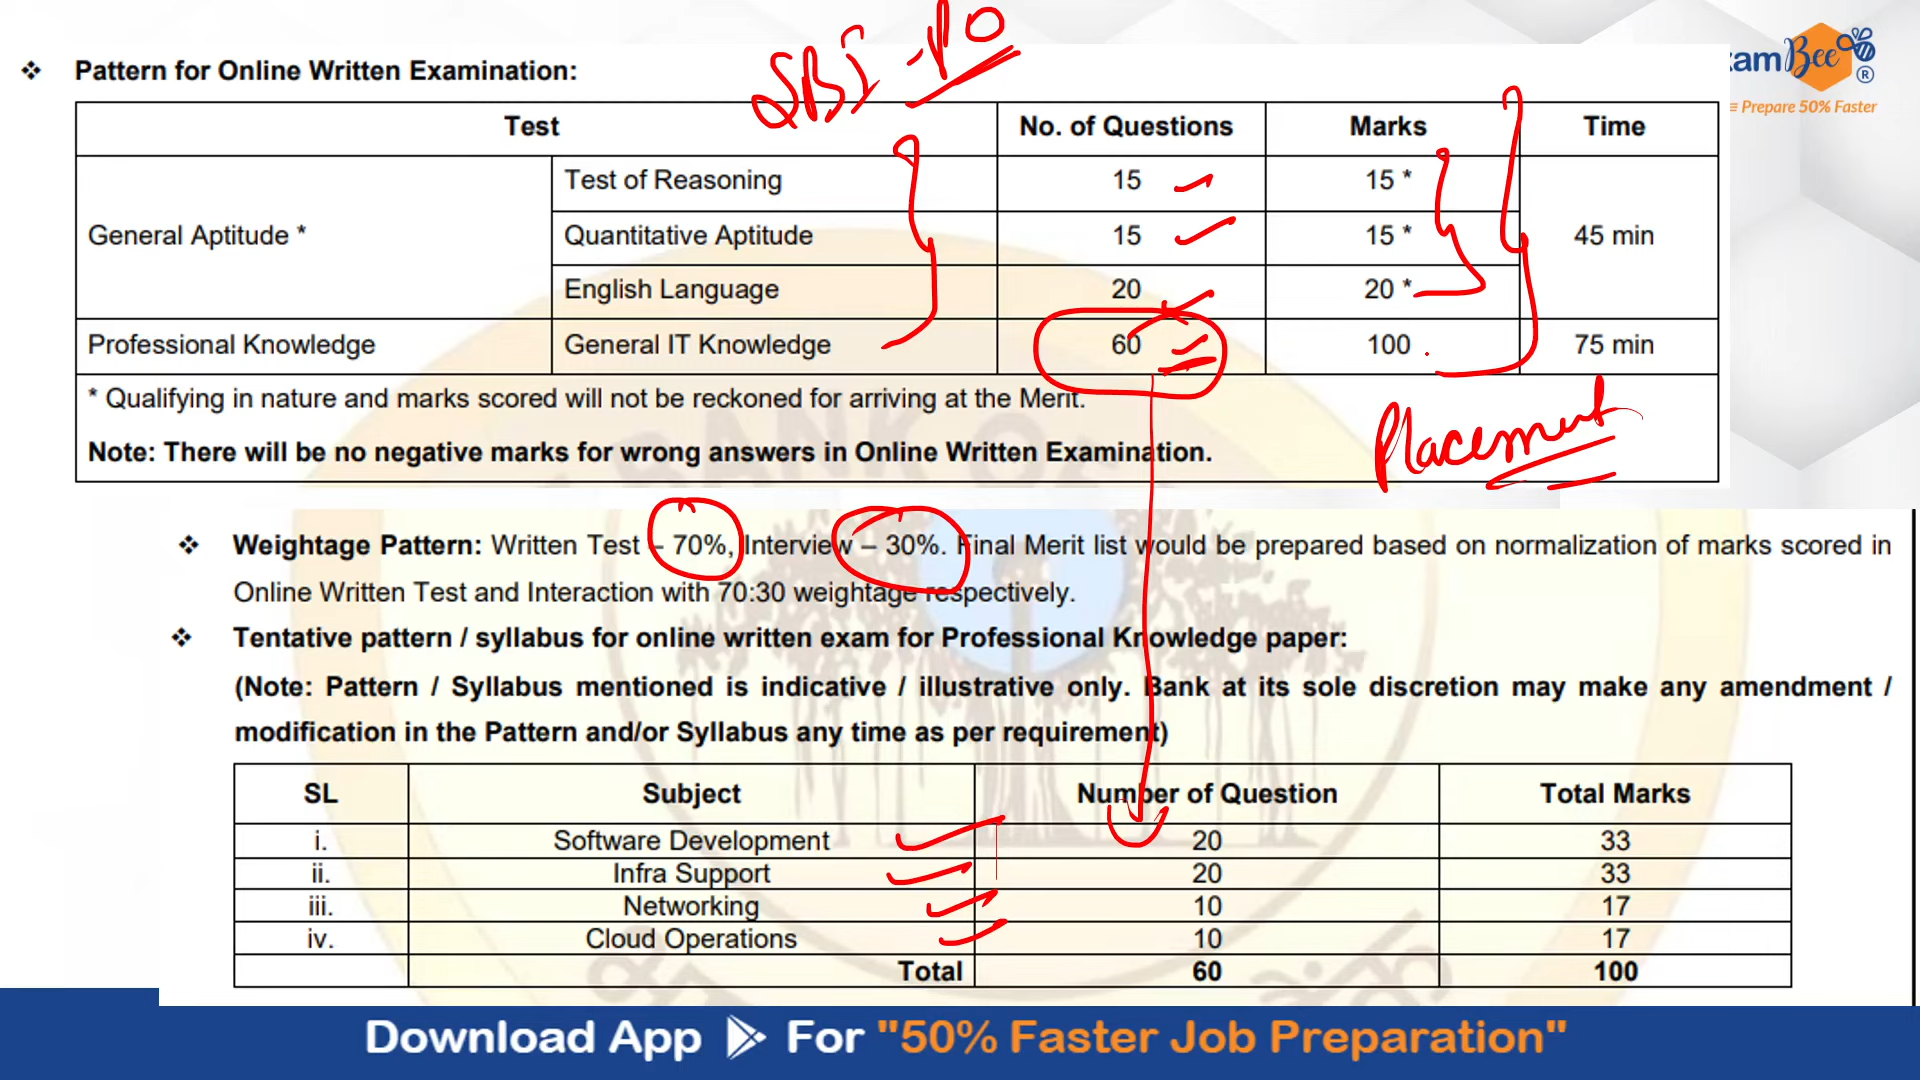 SBI-PO
❖ Pattern for Online Written Examination:
amBee ®
Prepare 50% Faster
Test No. of Questions Marks Time
General Aptitude * Test of Reasoning 15 15 * 45 min
Quantitative Aptitude 15 15 *
English Language 20 20 *
Professional Knowledge General IT Knowledge 60 100 75 min
* Qualifying in nature and marks scored will not be reckoned for arriving at the Merit.
Placement
Note: There will be no negative marks for wrong answers in Online Written Examination.
BANK OF
❖ Weightage Pattern: Written Test – 70%, Interview – 30%. Final Merit list would be prepared based on normalization of marks scored in
Online Written Test and Interaction with 70:30 weightage respectively.
❖ Tentative pattern / syllabus for online written exam for Professional Knowledge paper:
(Note: Pattern / Syllabus mentioned is indicative / illustrative only. Bank at its sole discretion may make any amendment /
modification in the Pattern and/or Syllabus any time as per requirement)
SL Subject Number of Question Total Marks
i. Software Development 20 33
ii. Infra Support 20 33
iii. Networking 10 17
iv. Cloud Operations 10 17
Total 60 100
Download App For "50% Faster Job Preparation"